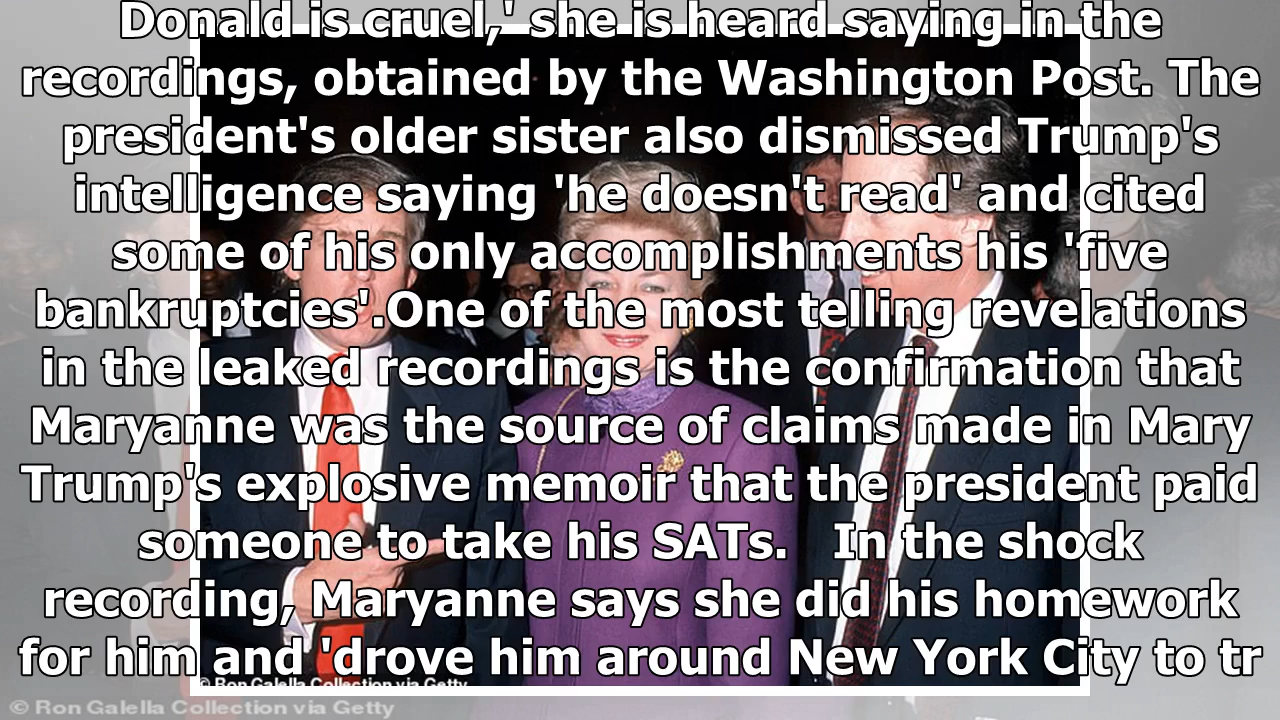 Donald is cruel,' she is heard saying in the
recordings, obtained by the Washington Post. The
president's older sister also dismissed Trump's
intelligence saying 'he doesn't read' and cited
some of his only accomplishments his 'five
bankruptcies'.One of the most telling revelations
in the leaked recordings is the confirmation that
Maryanne was the source of claims made in Mary
Trump's explosive memoir that the president paid
someone to take his SATs.   In the shock
recording, Maryanne says she did his homework
for him and 'drove him around New York City to tr
© Ron Galella Collection via Getty
© Ron Galella Collection via Getty